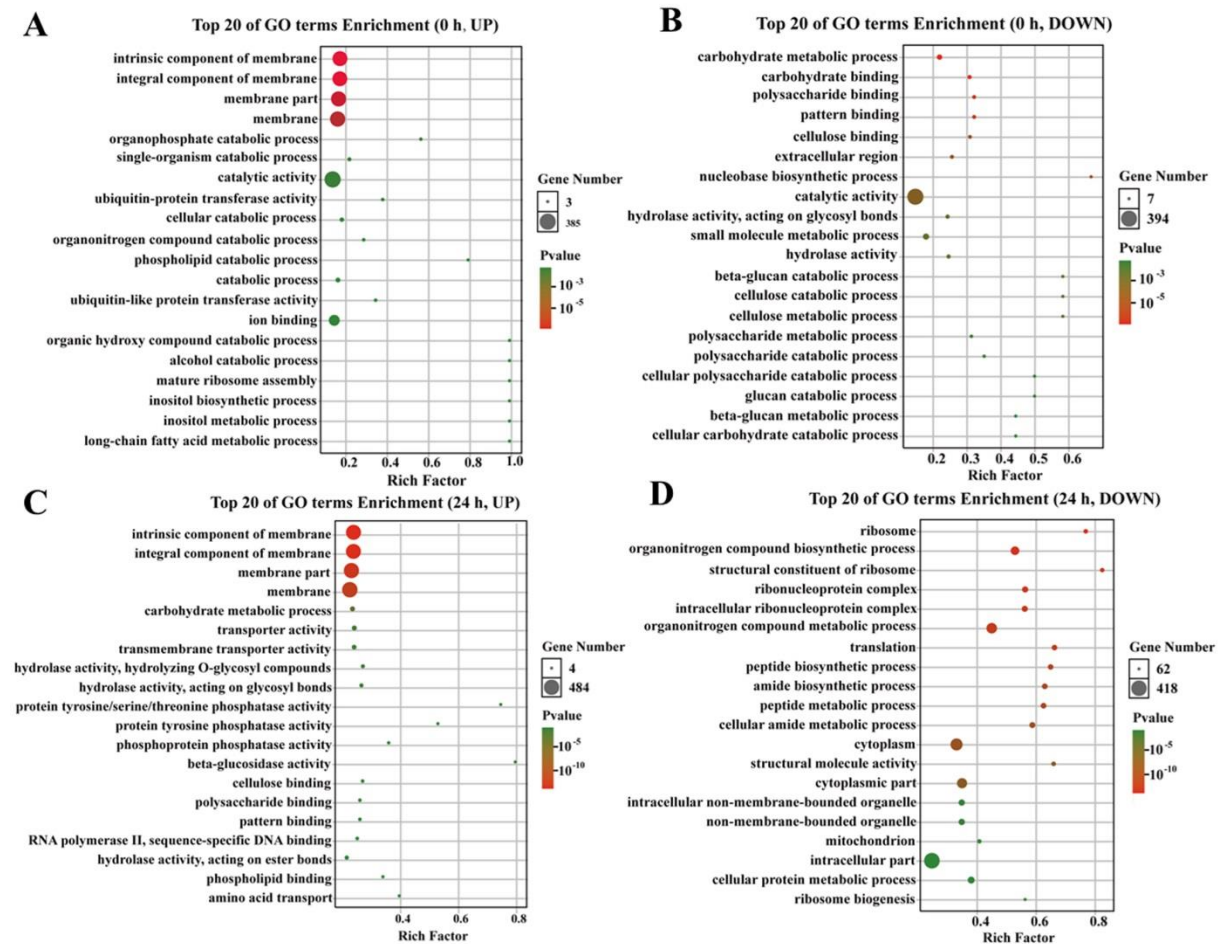 A
Top 20 of GO terms Enrichment (0 h, UP)
intrinsic component of membrane
integral component of membrane
membrane part
membrane
organophosphate catabolic process
single-organism catabolic process
catalytic activity
ubiquitin-protein transferase activity
cellular catabolic process
organonitrogen compound catabolic process
phospholipid catabolic process
catabolic process
ubiquitin-like protein transferase activity
ion binding
organic hydroxy compound catabolic process
alcohol catabolic process
mature ribosome assembly
inositol biosynthetic process
inositol metabolic process
long-chain fatty acid metabolic process
0.2 0.4 0.6 0.8 1.0
Rich Factor
Gene Number
3
385
Pvalue
10-3
10-5
B
Top 20 of GO terms Enrichment (0 h, DOWN)
carbohydrate metabolic process
carbohydrate binding
polysaccharide binding
pattern binding
cellulose binding
extracellular region
nucleobase biosynthetic process
catalytic activity
hydrolase activity, acting on glycosyl bonds
small molecule metabolic process
hydrolase activity
beta-glucan catabolic process
cellulose catabolic process
cellulose metabolic process
polysaccharide metabolic process
polysaccharide catabolic process
cellular polysaccharide catabolic process
glucan catabolic process
beta-glucan metabolic process
cellular carbohydrate catabolic process
0.2 0.3 0.4 0.5 0.6
Rich Factor
Gene Number
7
394
Pvalue
10-3
10-5
C
Top 20 of GO terms Enrichment (24 h, UP)
intrinsic component of membrane
integral component of membrane
membrane part
membrane
carbohydrate metabolic process
transporter activity
transmembrane transporter activity
hydrolase activity, hydrolyzing O-glycosyl compounds
hydrolase activity, acting on glycosyl bonds
protein tyrosine/serine/threonine phosphatase activity
protein tyrosine phosphatase activity
phosphoprotein phosphatase activity
beta-glucosidase activity
cellulose binding
polysaccharide binding
pattern binding
RNA polymerase II, sequence-specific DNA binding
hydrolase activity, acting on ester bonds
phospholipid binding
amino acid transport
0.4 0.6 0.8
Rich Factor
Gene Number
4
484
Pvalue
10-5
10-10
D
Top 20 of GO terms Enrichment (24 h, DOWN)
ribosome
organonitrogen compound biosynthetic process
structural constituent of ribosome
ribonucleoprotein complex
intracellular ribonucleoprotein complex
organonitrogen compound metabolic process
translation
peptide biosynthetic process
amide biosynthetic process
peptide metabolic process
cellular amide metabolic process
cytoplasm
structural molecule activity
cytoplasmic part
intracellular non-membrane-bounded organelle
non-membrane-bounded organelle
mitochondrion
intracellular part
cellular protein metabolic process
ribosome biogenesis
0.4 0.6 0.8
Rich Factor
Gene Number
62
418
Pvalue
10-5
10-10